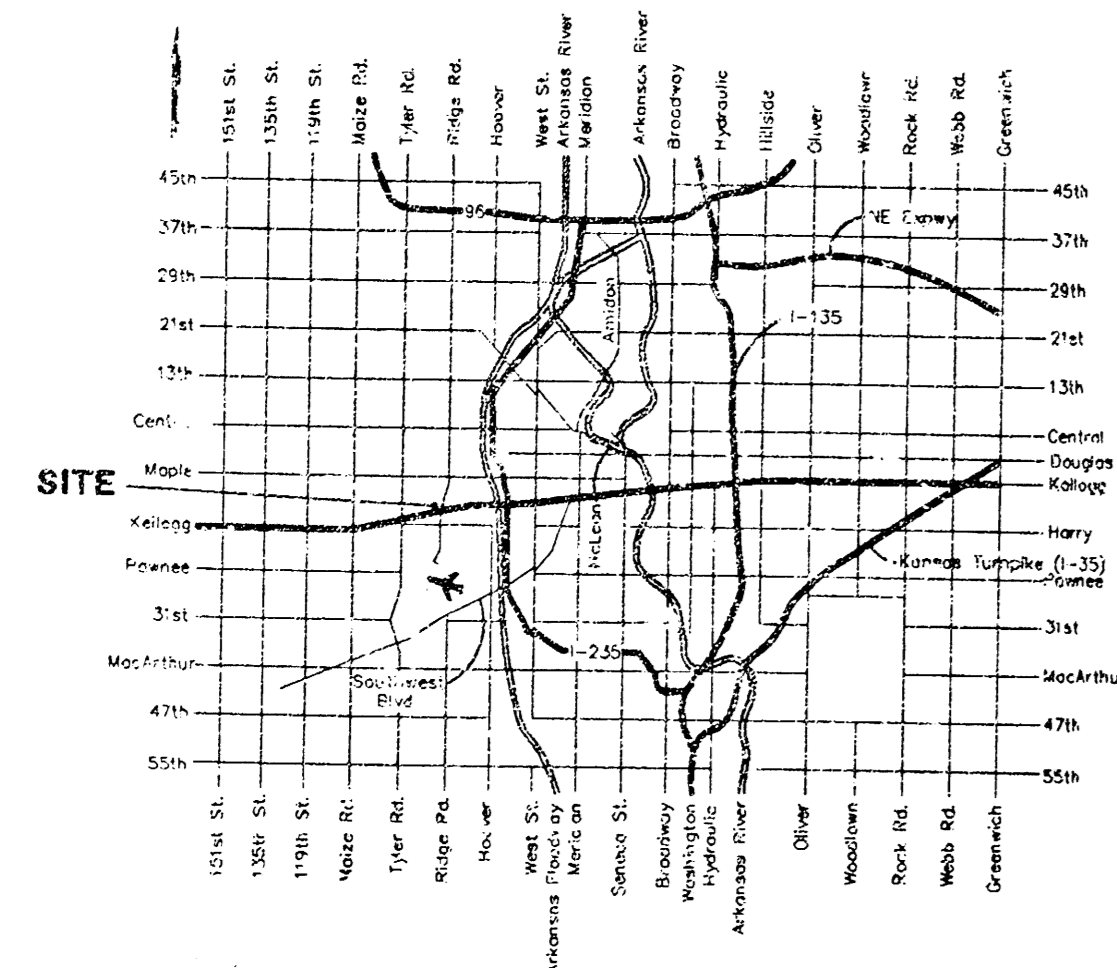 151st St.
135th St.
119th St.
Maize Rd.
Tyler Rd.
Ridge Rd.
Hoover
West St.
Arkansas River
Meridian
Arkansas River
Broadway
Hydraulic
Hillside
Oliver
Woodlawn
Rock Rd.
Webb Rd.
Greenwich
45th
37th
29th
21st
13th
Maple
SITE
Kellogg
Pawnee
31st
MacArthur
47th
55th
96
NE Expwy
I-135
Amidon
McLean
Kansas Turnpike (I-35)
I-235
Southwest
Blvd.
45th
37th
29th
21st
13th
Central
Douglas
Kellogg
Harry
Pawnee
31st
MacArthu
47th
55th
151st St.
135th St.
119th St.
Maize Rd.
Tyler Rd.
Ridge Rd.
Hoover
West St.
Arkansas Floodway
Meridian
Seneca St.
Broadway
Washington
Hydraulic
Arkansas River
Oliver
Woodlawn
Rock Rd.
Webb Rd.
Greenwich